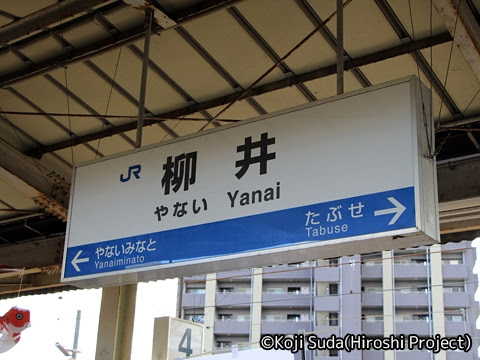 JR 柳井
やない Yanai
やないみなと
Yanaiminato
たぶせ
Tabuse
4
©Koji Suda(Hiroshi Project)